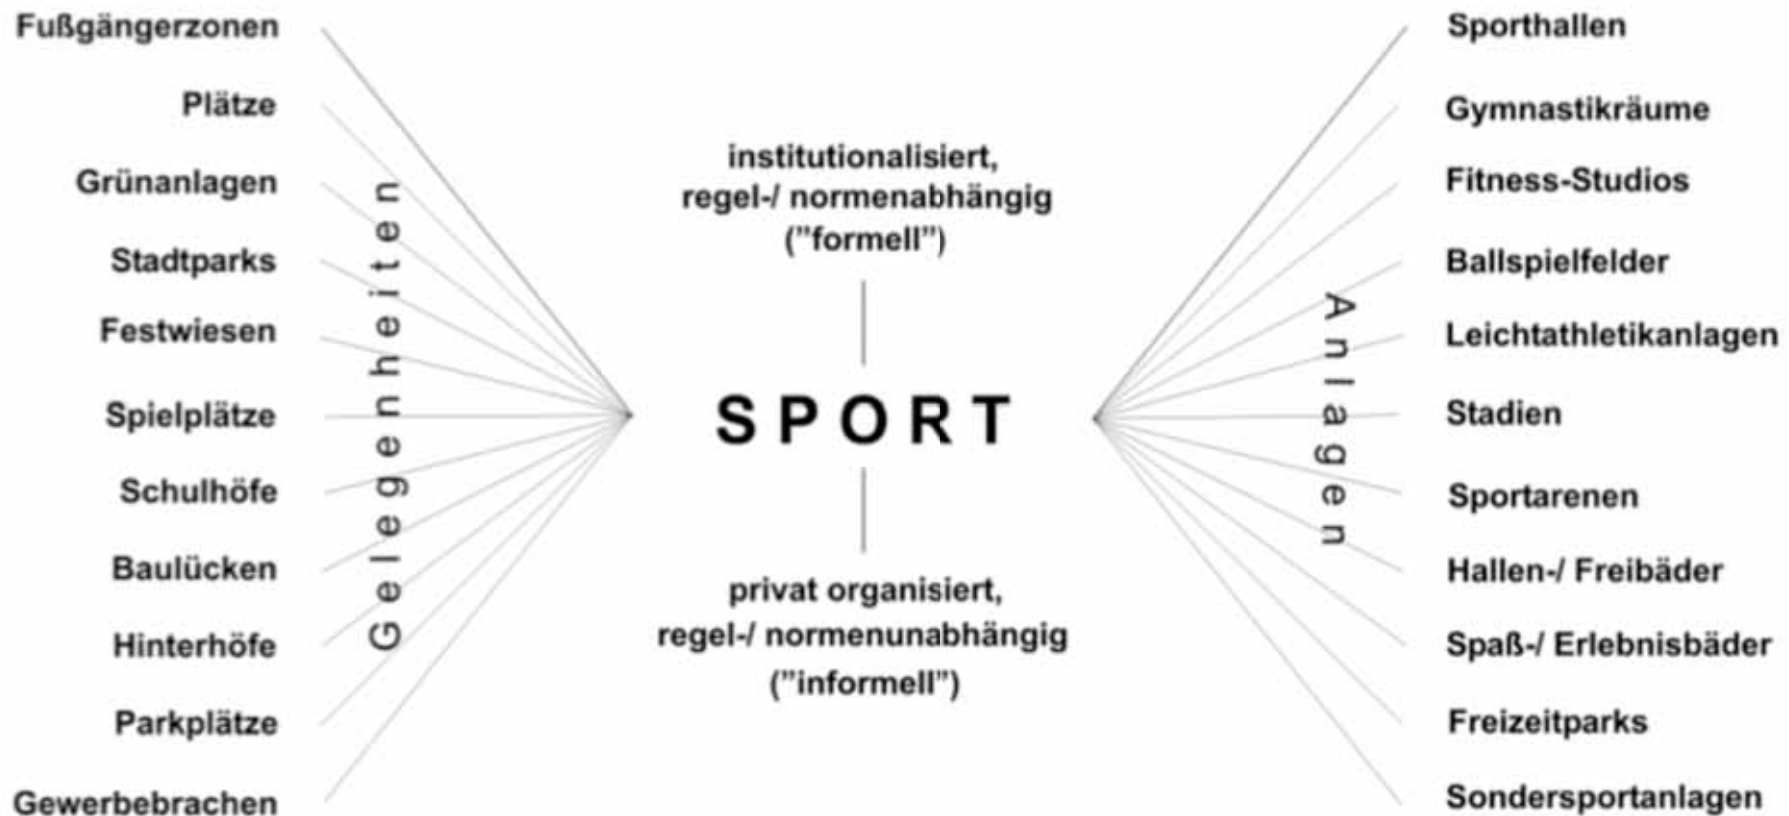 Fußgängerzonen
Plätze
Grünanlagen
Stadtparks
Festwiesen
Spielplätze
Schulhöfe
Baulücken
Hinterhöfe
Parkplätze
Gewerbebrachen
Gelegenheiten
institutionalisiert,
regel-/ normenabhängig
(”formell”)
SPORT
privat organisiert,
regel-/ normenunabhängig
(”informell”)
Anlagen
Sporthallen
Gymnastikräume
Fitness-Studios
Ballspielfelder
Leichtathletikanlagen
Stadien
Sportarenen
Hallen-/ Freibäder
Spaß-/ Erlebnisbäder
Freizeitparks
Sondersportanlagen